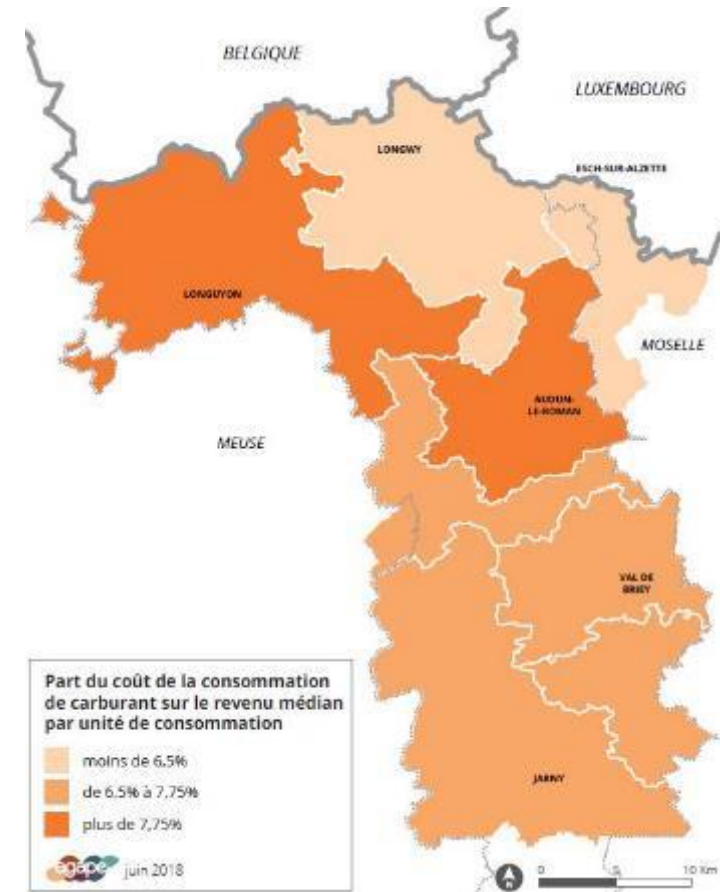 BELGIQUE
LUXEMBOURG
LONGWY
ESCH-SUR-ALZETTE
LONGUYON
MOSELLE
AUDUN-
LE-ROMAN
MEUSE
VAL DE
BRIEY
JARNY
Part du coût de la consommation
de carburant sur le revenu médian
par unité de consommation
moins de 6,5%
de 6,5% à 7,75%
plus de 7,75%
agape juin 2018
0 5 10 Km